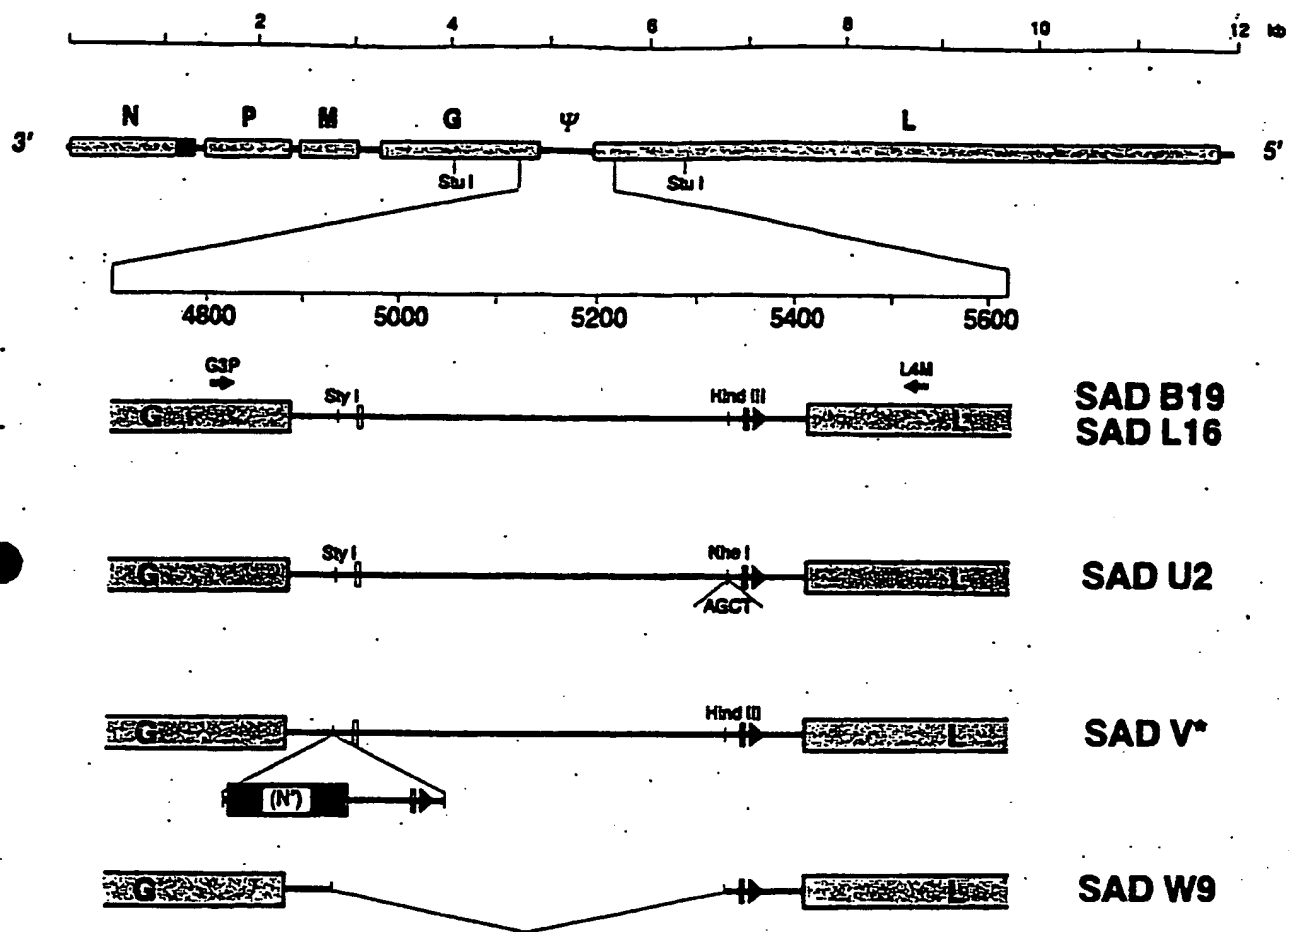 2 4 6 8 10 12 kb
N P M G Ψ L
3' 5'
Stu I Stu I
4800 5000 5200 5400 5600
G3P L4M
Sty I Hind III
G L
SAD B19
SAD L16
Sty I Nhe I
G L SAD U2
AGCT
Hind III
G L SAD V*
(N')
G L SAD W9